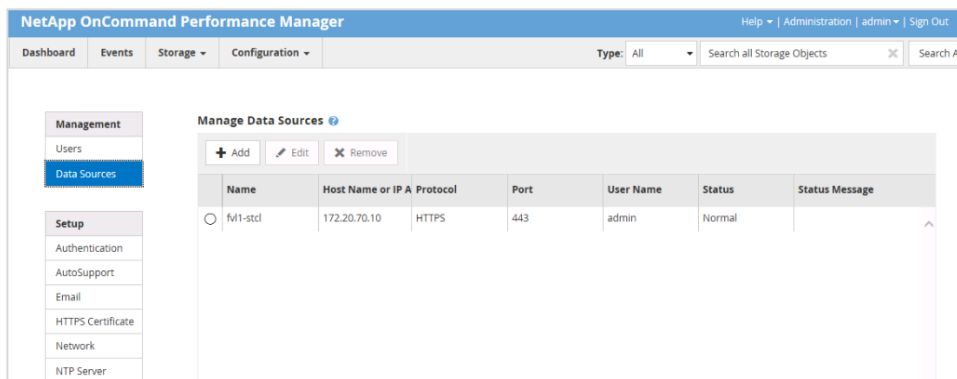 NetApp OnCommand Performance Manager
Help | Administration | admin | Sign Out
Dashboard Events Storage Configuration Type: All Search all Storage Objects Search A
Management
Users
Data Sources
Setup
Authentication
AutoSupport
Email
HTTPS Certificate
Network
NTP Server
Manage Data Sources ?
Add Edit Remove
Name Host Name or IP A Protocol Port User Name Status Status Message
fvl1-stcl 172.20.70.10 HTTPS 443 admin Normal